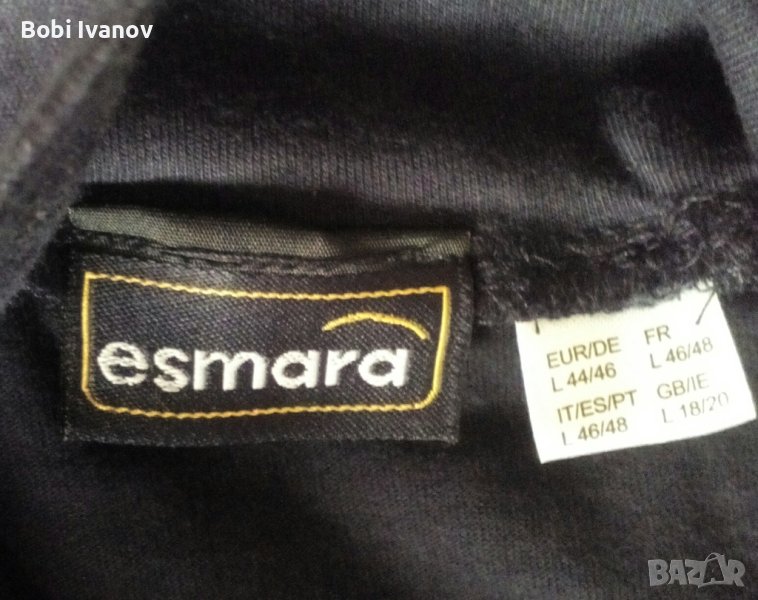 Bobi Ivanov
esmara
EUR/DE
L 44/46
FR
L 46/48
IT/ES/PT
L 46/48
GB/IE
L 18/20
BAZAR